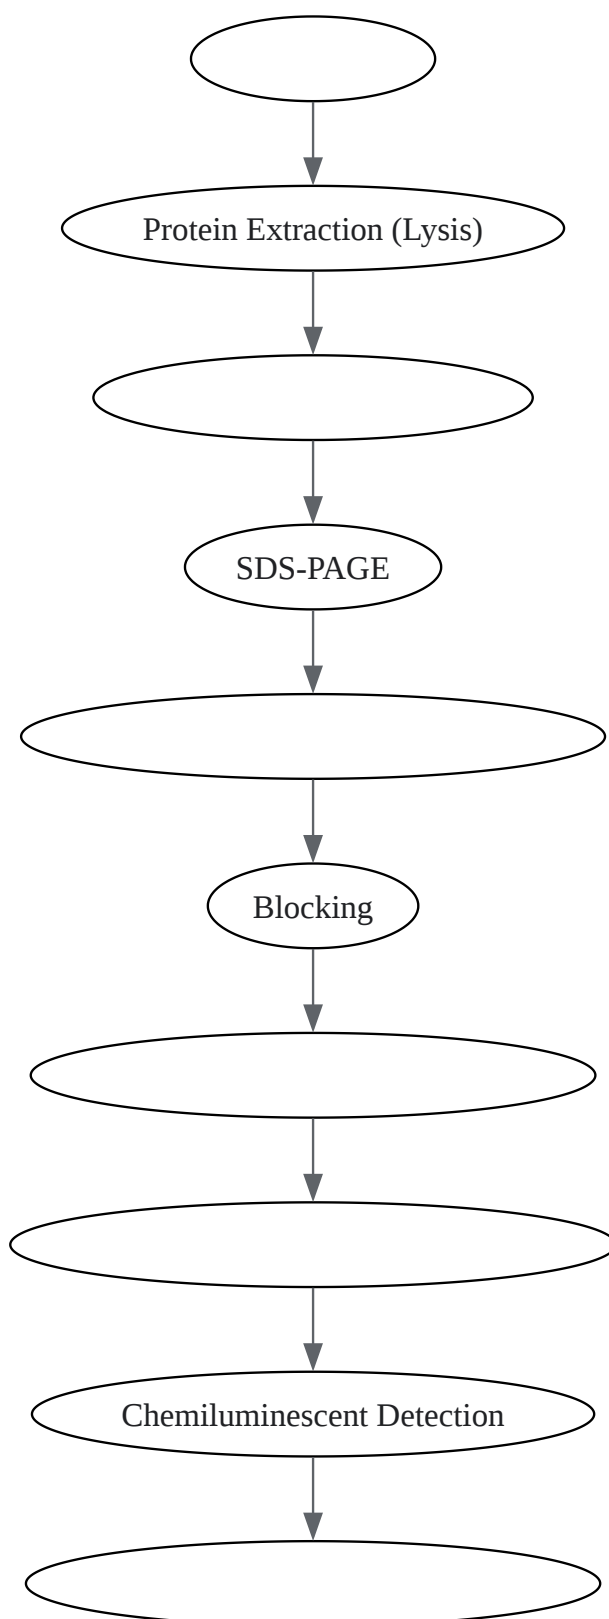 Protein Extraction (Lysis)
SDS-PAGE
Blocking
Chemiluminescent Detection